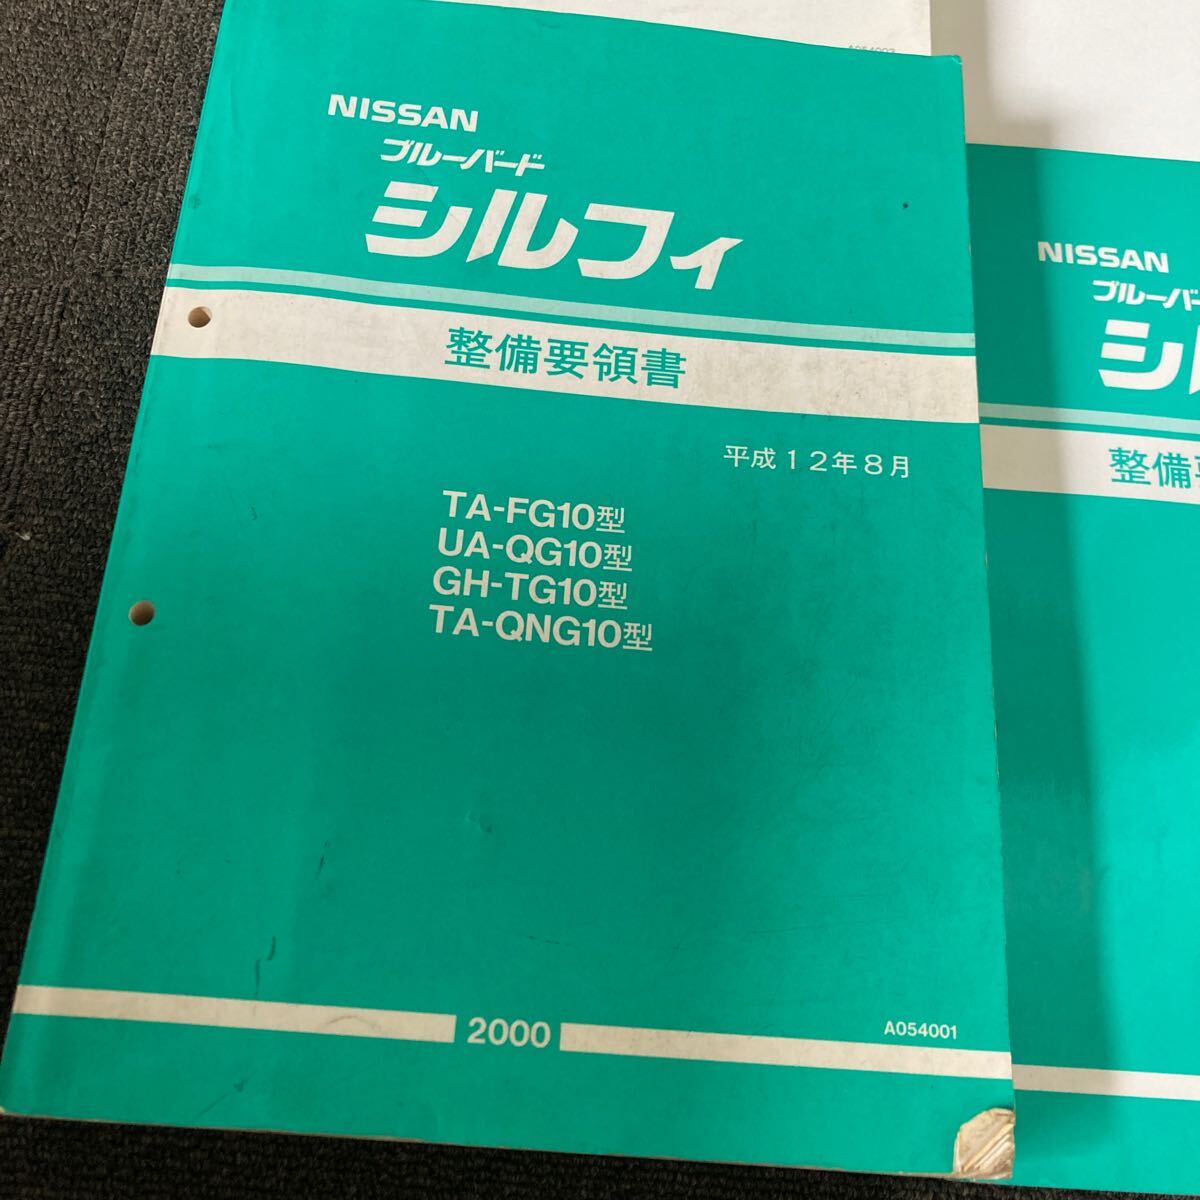 A054003
NISSAN
ブルーバード
シルフィ
整備要領書
平成12年8月
TA-FG10型
UA-QG10型
GH-TG10型
TA-QNG10型
2000
A054001
NISSAN
ブルーバー
シル
整備